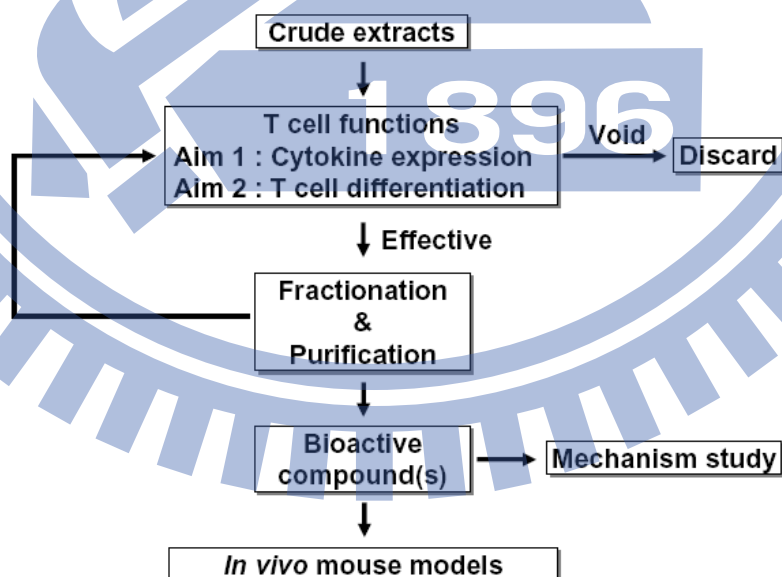 Crude extracts
1896
T cell functions
Aim 1 : Cytokine expression
Aim 2 : T cell differentiation
Void
Discard
Effective
Fractionation
&
Purification
Bioactive
compound(s)
Mechanism study
In vivo mouse models